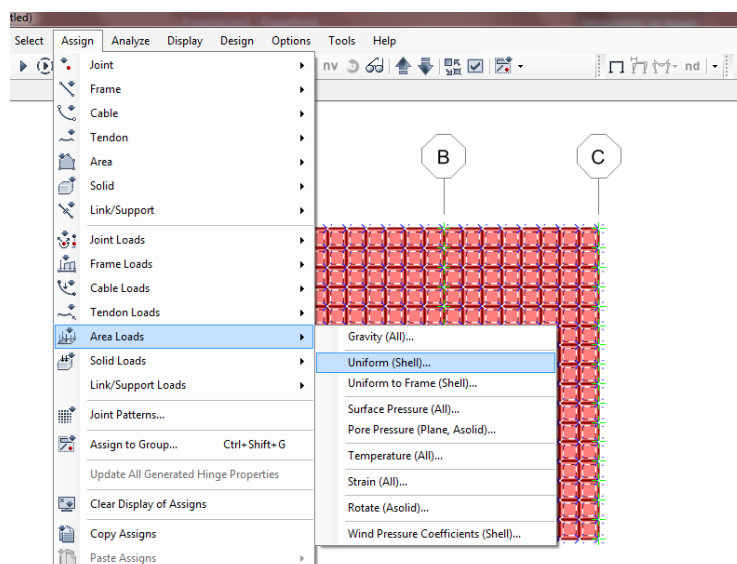 tled)
Select Assign Analyze Display Design Options Tools Help
nv nd
Joint
Frame
Cable
Tendon
Area
Solid
Link/Support
B C
Joint Loads
Frame Loads
Cable Loads
Tendon Loads
Area Loads
Solid Loads
Link/Support Loads
Joint Patterns...
Assign to Group... Ctrl+Shift+G
Update All Generated Hinge Properties
Clear Display of Assigns
Copy Assigns
Paste Assigns
Gravity (All)...
Uniform (Shell)...
Uniform to Frame (Shell)...
Surface Pressure (All)...
Pore Pressure (Plane, Asolid)...
Temperature (All)...
Strain (All)...
Rotate (Asolid)...
Wind Pressure Coefficients (Shell)...